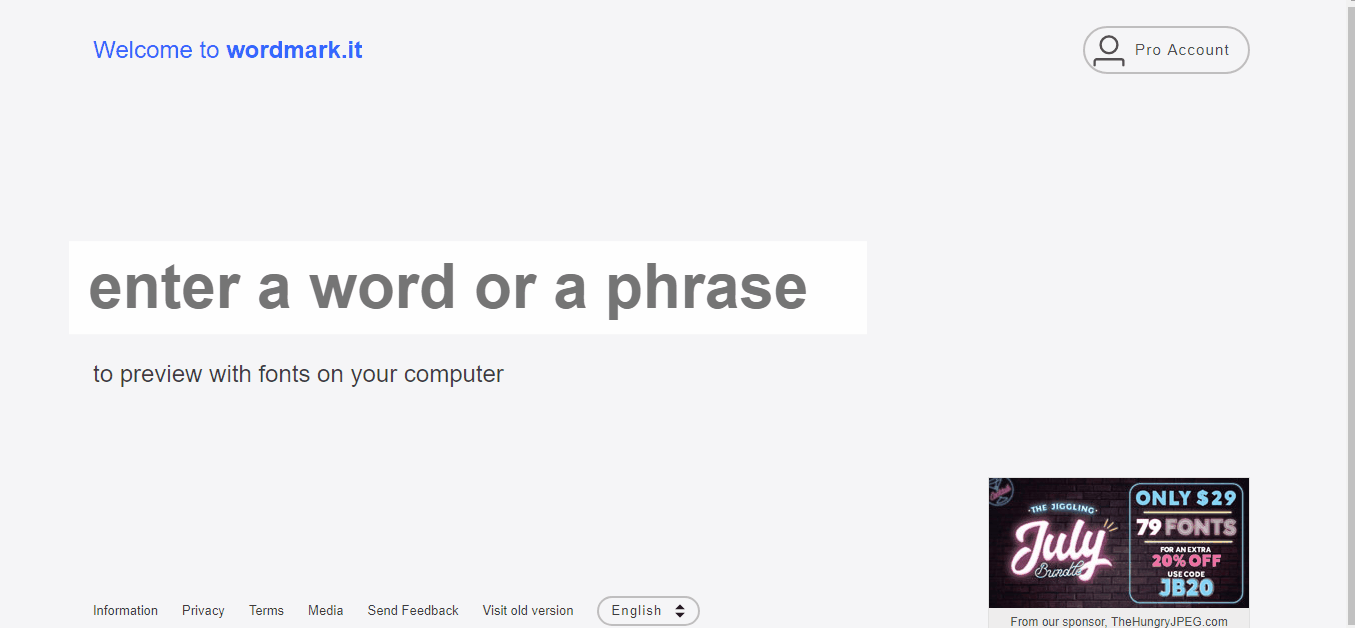 Welcome to wordmark.it
Pro Account
enter a word or a phrase
to preview with fonts on your computer
THE JIGGLING
July
Bundle
ONLY $29
79 FONTS
FOR AN EXTRA
20% OFF
USE CODE
JB20
From our sponsor, TheHungryJPEG.com
Information Privacy Terms Media Send Feedback Visit old version English